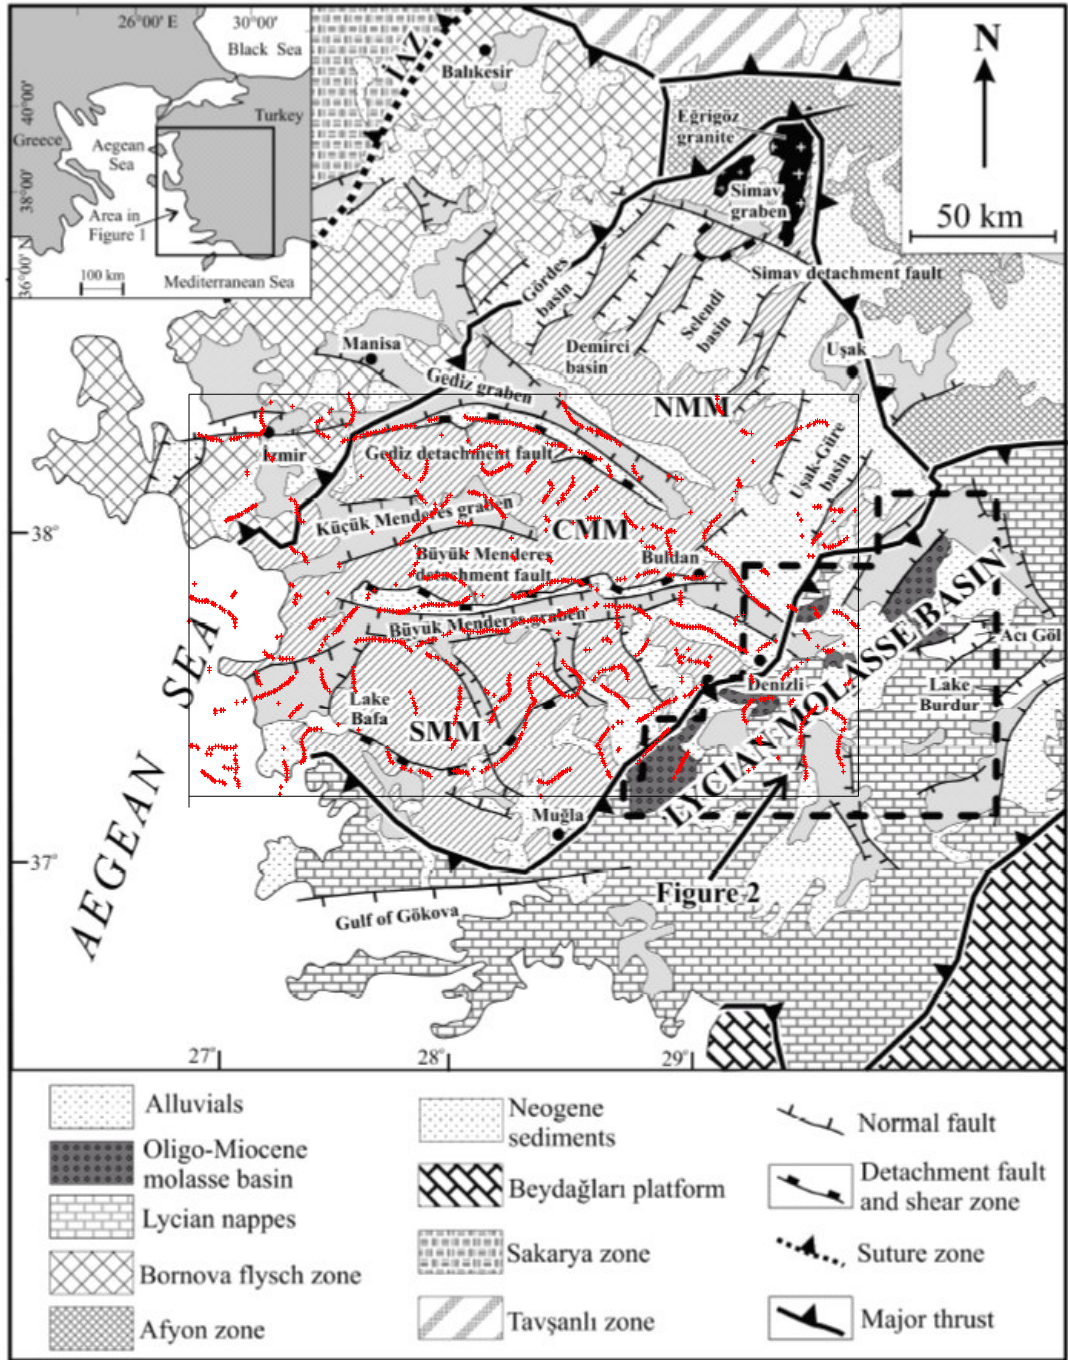 26°00' E
30°00'
Black Sea
40°00'
Turkey
Greece
Aegean
Sea
38°00'
Area in
Figure 1
36°00'N
100 km
Mediterranean Sea
İAZ
Balıkesir
N
50 km
Eğrigöz
granite
Simav
graben
Simav detachment fault
Gördes
basin
Selendi
basin
Demirci
basin
Uşak
Manisa
Gediz graben
NMM
Uşak-Güre
basin
İzmir
Gediz detachment fault
Küçük Menderes graben
38°
CMM
Büyük Menderes
detachment fault
Buldan
Büyük Menderes graben
Acı Göl
Lake
Burdur
Denizli
LYCIAN MOLASSE BASIN
Lake
Bafa
SMM
Muğla
AEGEAN SEA
37°
Figure 2
Gulf of Gökova
27°
28°
29°
Alluvials
Oligo-Miocene
molasse basin
Lycian nappes
Bornova flysch zone
Afyon zone
Neogene
sediments
Beydağları platform
Sakarya zone
Tavşanlı zone
Normal fault
Detachment fault
and shear zone
Suture zone
Major thrust